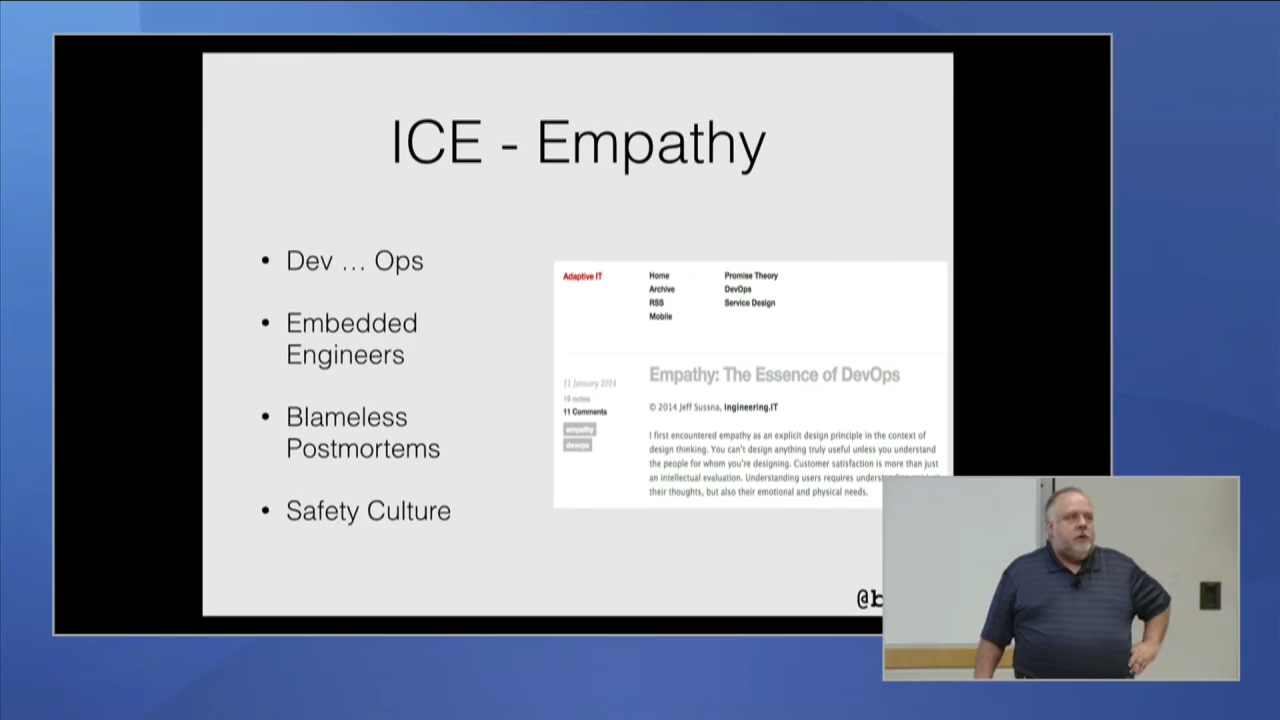 ICE - Empathy
• Dev ... Ops
• Embedded
Engineers
• Blameless
Postmortems
• Safety Culture
Adaptive IT
Home
Archive
RSS
Mobile
Promise Theory
DevOps
Service Design
11 January 2014
19 notes
11 Comments
empathy
devops
Empathy: The Essence of DevOps
© 2014 Jeff Sussna, Ingineering.IT
I first encountered empathy as an explicit design principle in the context of
design thinking. You can't design anything truly useful unless you understand
the people for whom you're designing. Customer satisfaction is more than just
an intellectual evaluation. Understanding users requires
their thoughts, but also their emotional and physical needs.